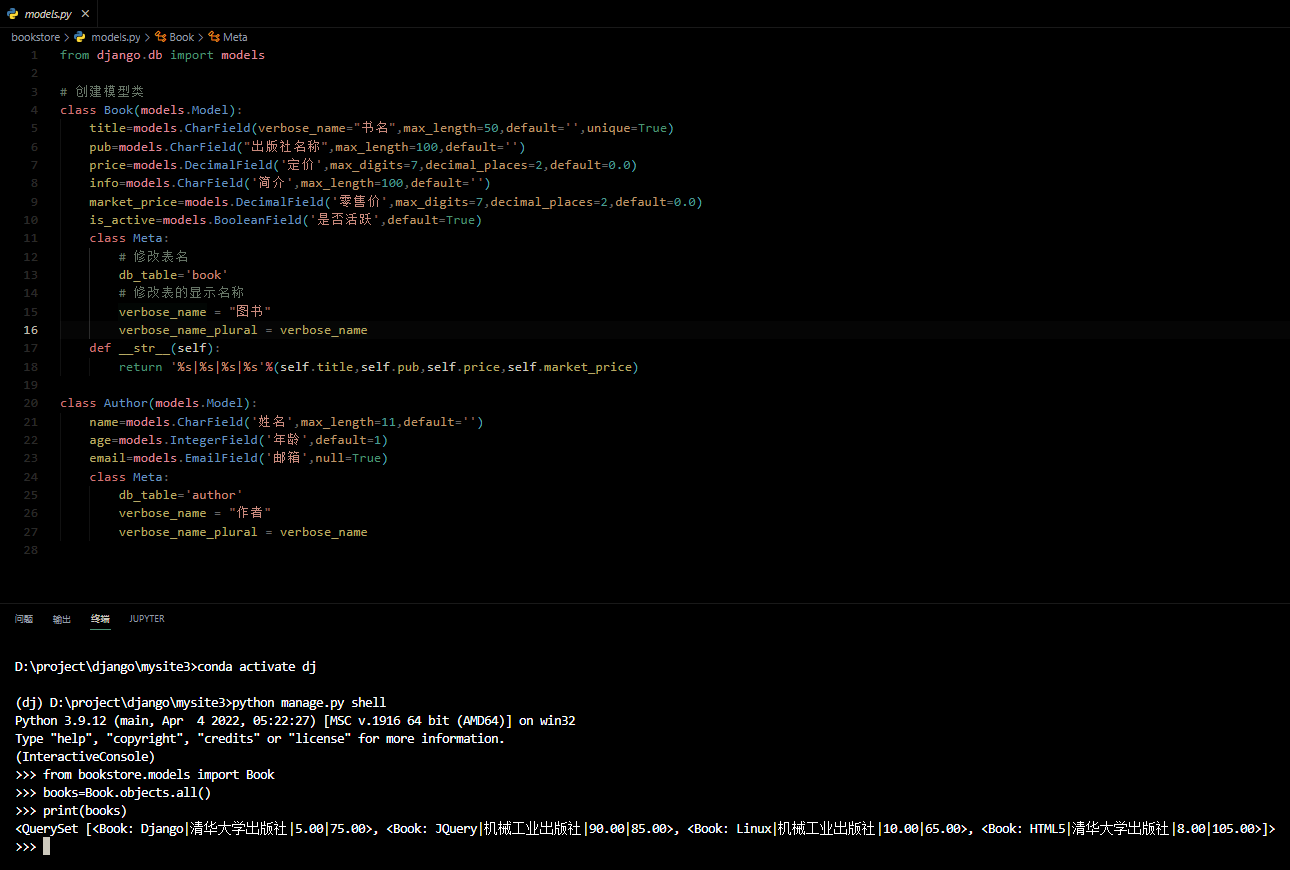 models.py ×
bookstore > models.py > Book > Meta
1 from django.db import models
2
3 # 创建模型类
4 class Book(models.Model):
5     title=models.CharField(verbose_name="书名",max_length=50,default='',unique=True)
6     pub=models.CharField("出版社名称",max_length=100,default='')
7     price=models.DecimalField('定价',max_digits=7,decimal_places=2,default=0.0)
8     info=models.CharField('简介',max_length=100,default='')
9     market_price=models.DecimalField('零售价',max_digits=7,decimal_places=2,default=0.0)
10     is_active=models.BooleanField('是否活跃',default=True)
11     class Meta:
12         # 修改表名
13         db_table='book'
14         # 修改表的显示名称
15         verbose_name = "图书"
16         verbose_name_plural = verbose_name
17     def __str__(self):
18         return '%s|%s|%s|%s'%(self.title,self.pub,self.price,self.market_price)
19
20 class Author(models.Model):
21     name=models.CharField('姓名',max_length=11,default='')
22     age=models.IntegerField('年龄',default=1)
23     email=models.EmailField('邮箱',null=True)
24     class Meta:
25         db_table='author'
26         verbose_name = "作者"
27         verbose_name_plural = verbose_name
28
问题 输出 终端 JUPYTER
D:\project\django\mysite3>conda activate dj
(dj) D:\project\django\mysite3>python manage.py shell
Python 3.9.12 (main, Apr  4 2022, 05:22:27) [MSC v.1916 64 bit (AMD64)] on win32
Type "help", "copyright", "credits" or "license" for more information.
(InteractiveConsole)
>>> from bookstore.models import Book
>>> books=Book.objects.all()
>>> print(books)
<QuerySet [<Book: Django|清华大学出版社|5.00|75.00>, <Book: JQuery|机械工业出版社|90.00|85.00>, <Book: Linux|机械工业出版社|10.00|65.00>, <Book: HTML5|清华大学出版社|8.00|105.00>]>
>>>